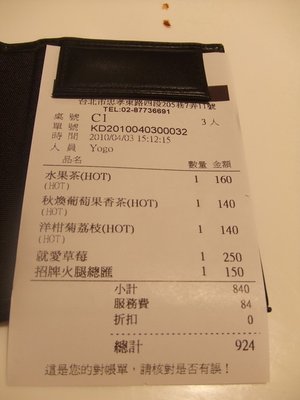 台北市忠孝東路四段205巷7弄11號
TEL:02-87736691
桌號 C1 3人
單號 KD2010040300032
時間 2010/04/03 15:12:15
人員 Yogo
品名 數量 金額
水果茶(HOT) 1 160
(HOT)
秋煥葡萄果香茶(HOT) 1 140
(HOT)
洋柑菊荔枝(HOT) 1 140
(HOT)
就愛草莓 1 250
招牌火腿總匯 1 150
小計 840
服務費 84
折扣 0
總計 924
這是您的對帳單，請核對是否有誤！